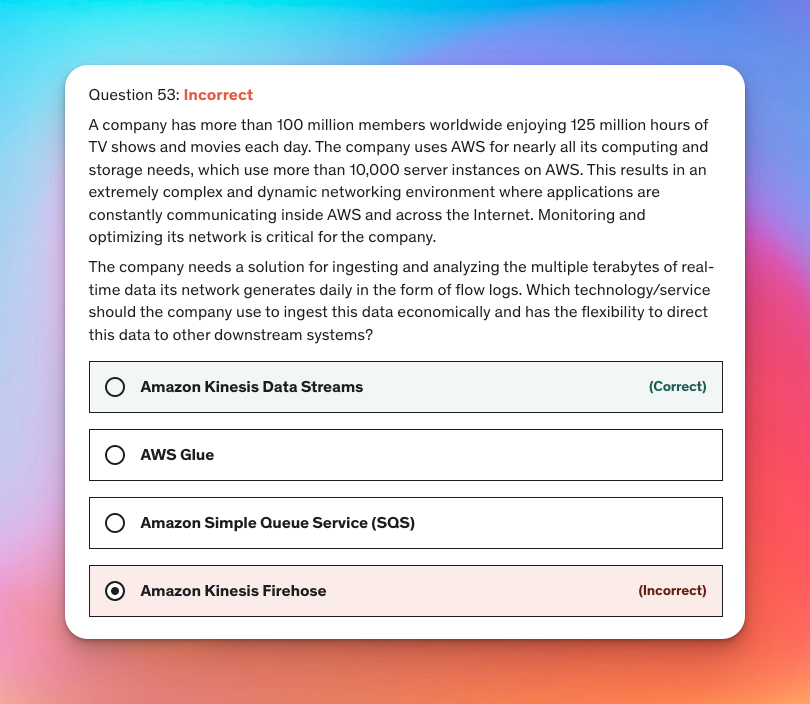 Question 53: Incorrect
A company has more than 100 million members worldwide enjoying 125 million hours of
TV shows and movies each day. The company uses AWS for nearly all its computing and
storage needs, which use more than 10,000 server instances on AWS. This results in an
extremely complex and dynamic networking environment where applications are
constantly communicating inside AWS and across the Internet. Monitoring and
optimizing its network is critical for the company.
The company needs a solution for ingesting and analyzing the multiple terabytes of real-
time data its network generates daily in the form of flow logs. Which technology/service
should the company use to ingest this data economically and has the flexibility to direct
this data to other downstream systems?
Amazon Kinesis Data Streams (Correct)
AWS Glue
Amazon Simple Queue Service (SQS)
Amazon Kinesis Firehose (Incorrect)